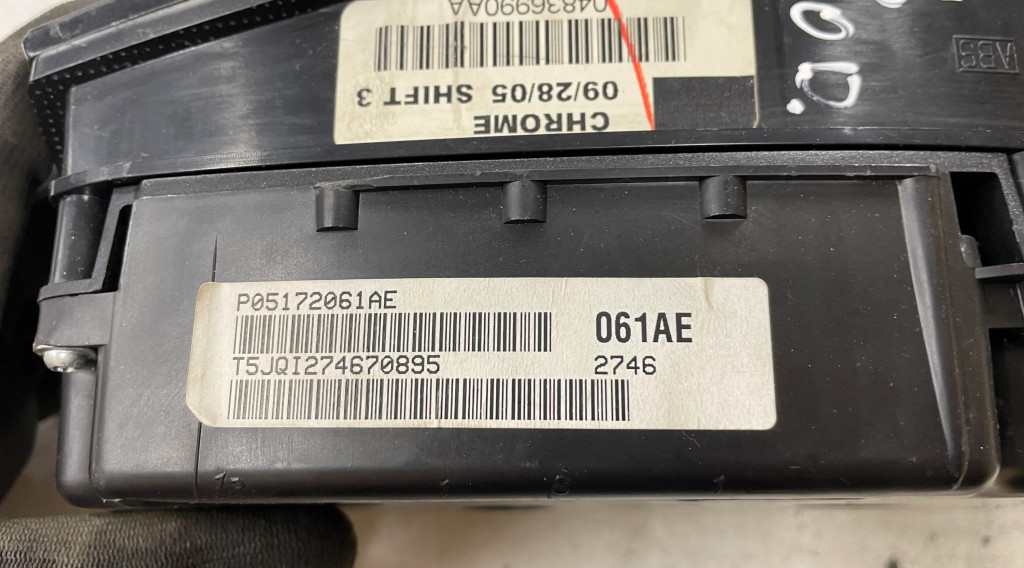 04836990AA
09/28/05 SHIFT 3
CHROME
ABS
P05172061AE
061AE
T5JQI274670895
2746